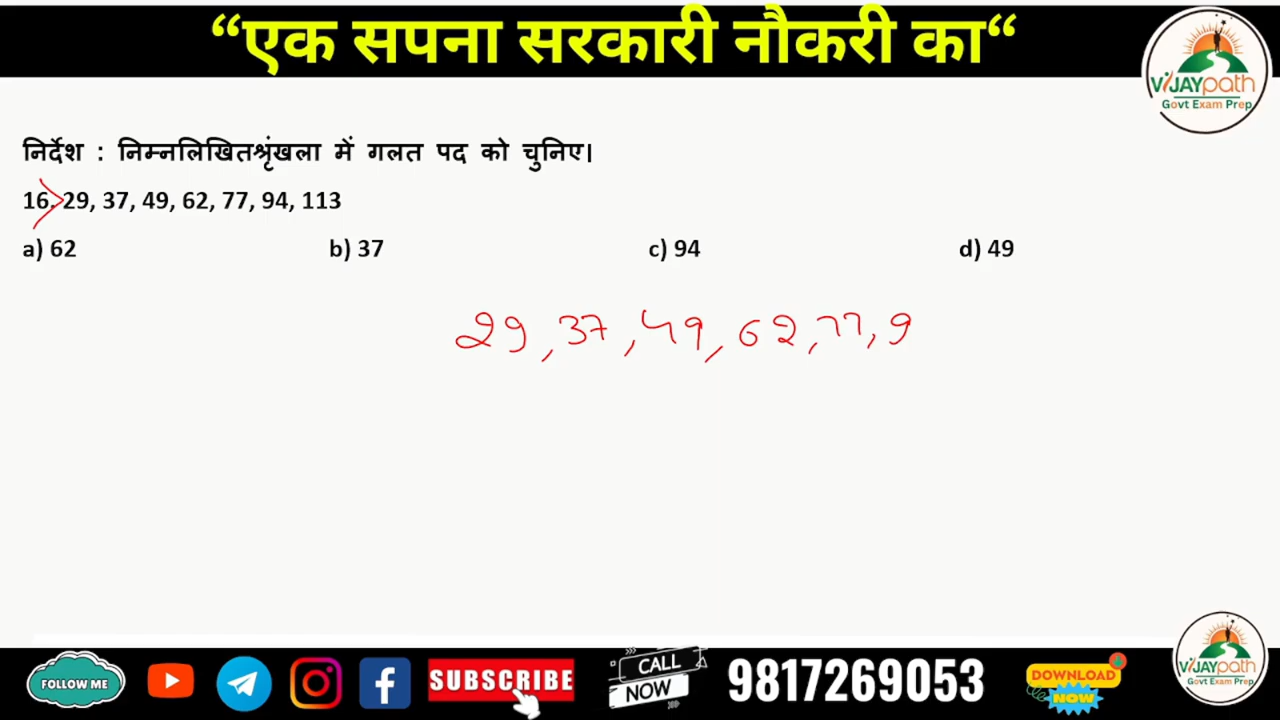 “एक सपना सरकारी नौकरी का“
VIJAYpath
Govt Exam Prep
निर्देश : निम्नलिखितश्रृंखला में गलत पद को चुनिए।
16. 29, 37, 49, 62, 77, 94, 113
a) 62 b) 37 c) 94 d) 49
29, 37, 49, 62, 77, 9
VIJAYpath
Govt Exam Prep
FOLLOW ME
SUBSCRIBE
CALL
NOW
9817269053
DOWNLOAD
NOW